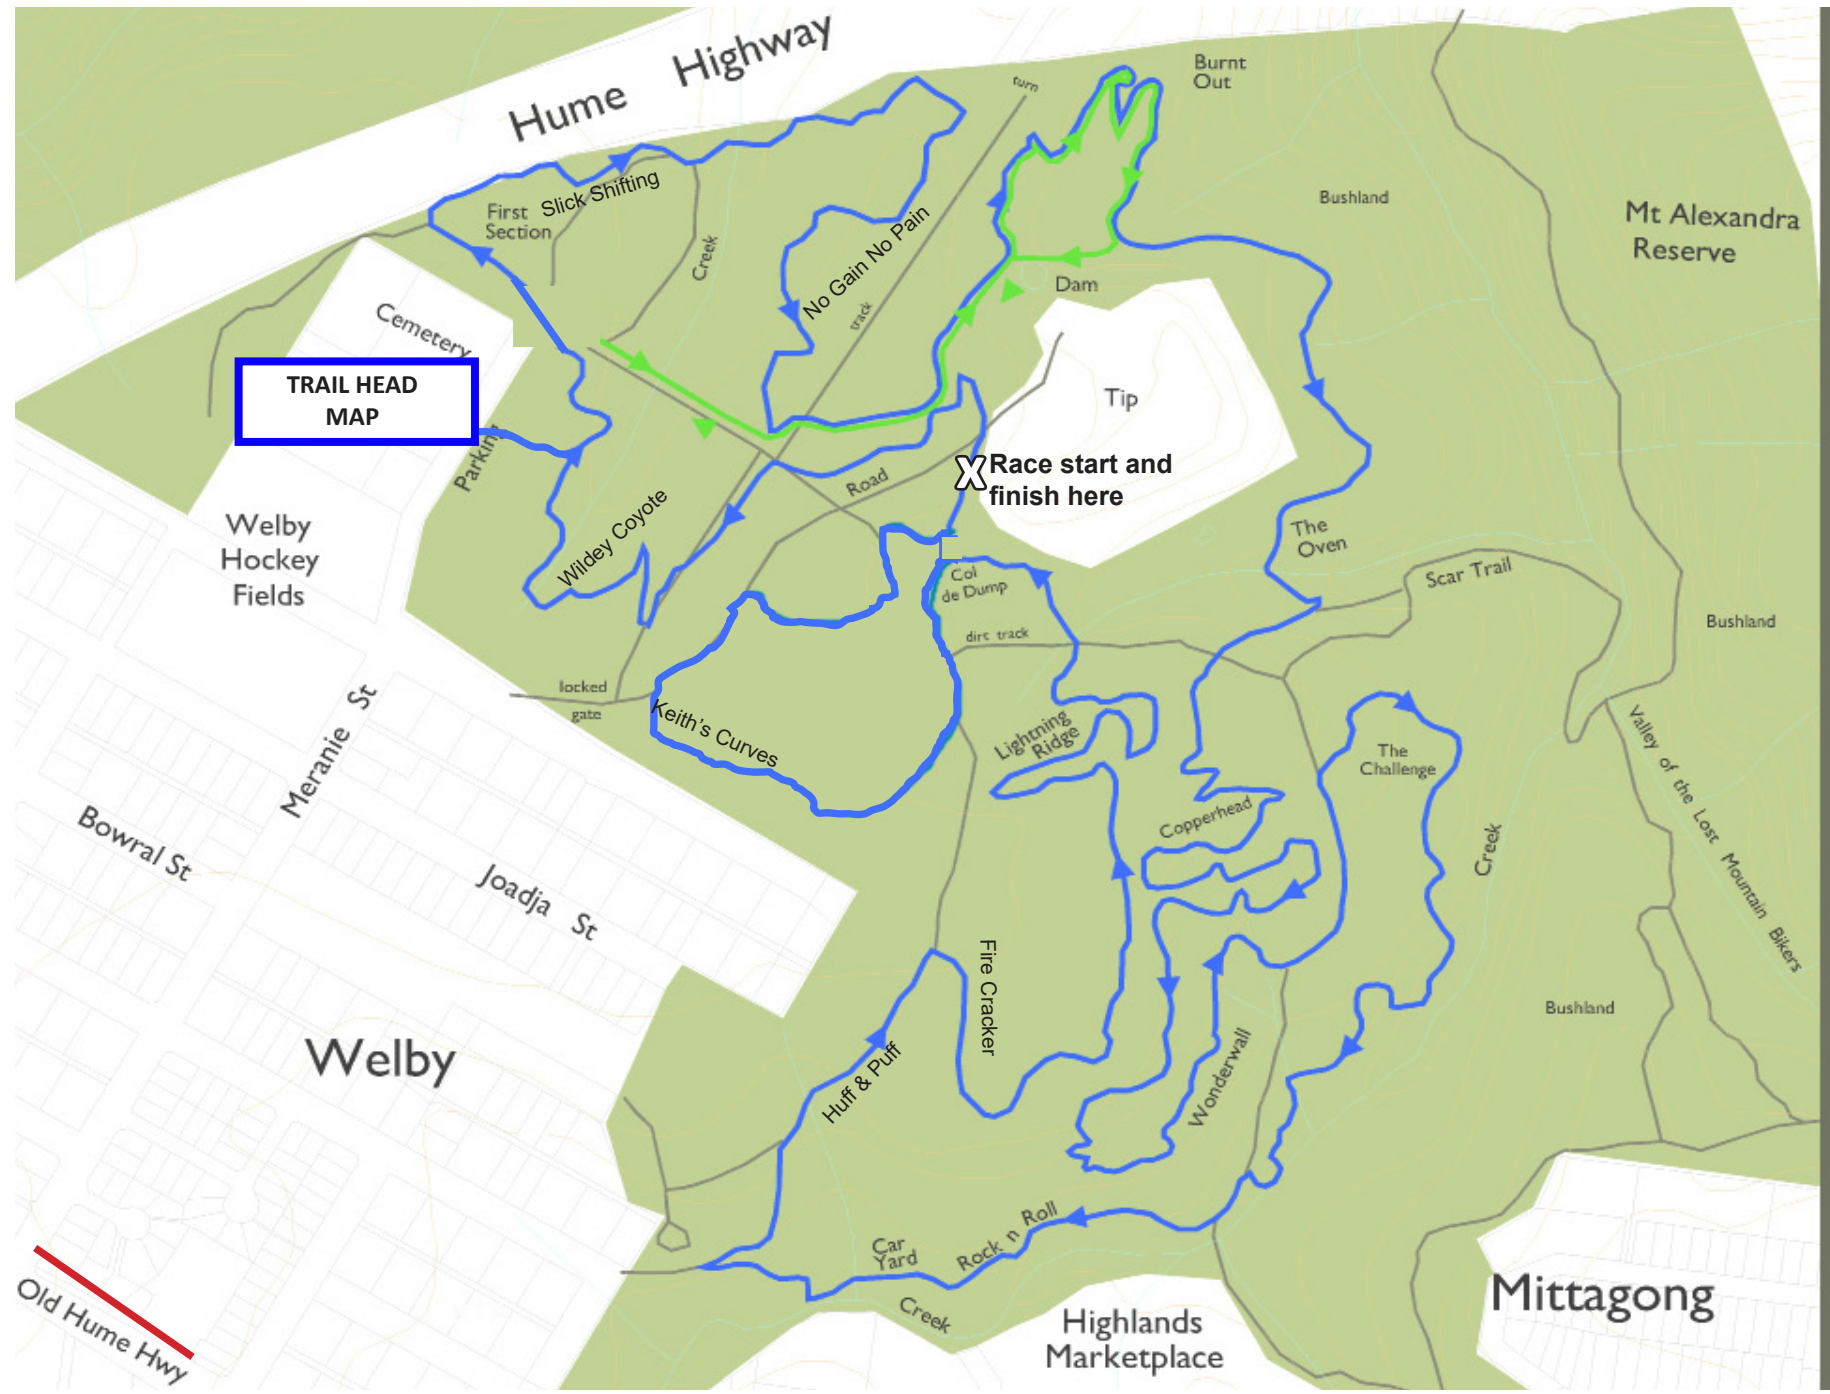 Hume Highway
turn
Burnt
Out
Bushland
Mt Alexandra
Reserve
First
Section
Slick Shifting
Creek
No Gain No Pain
track
Dam
Cemetery
TRAIL HEAD
MAP
Parking
Tip
Race start and
finish here
X
Road
Welby
Hockey
Fields
Wildey Coyote
The
Oven
Scar Trail
Col
de Dump
dirt track
Bushland
locked
gate
Meranie St
Keith's Curves
Lightning
Ridge
The
Challenge
Valley of the Lost Mountain Bikers
Copperhead
Creek
Bowral St
Joadja St
Fire Cracker
Bushland
Welby
Huff & Puff
Wonderwall
Rock n Roll
Car
Yard
Creek
Old Hume Hwy
Highlands
Marketplace
Mittagong